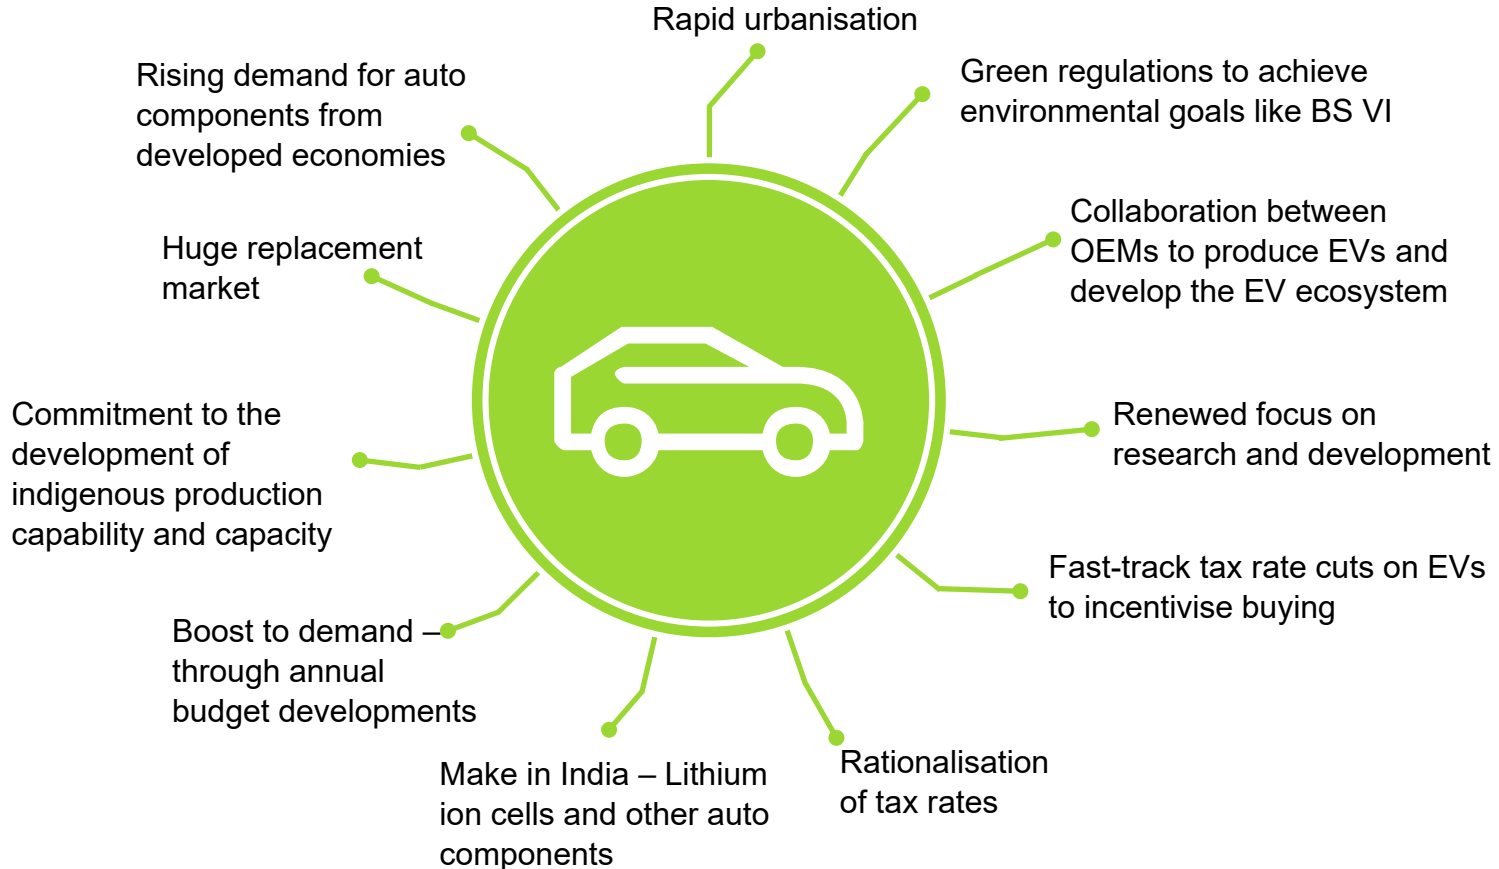 Rapid urbanisation
Green regulations to achieve
environmental goals like BS VI
Collaboration between
OEMs to produce EVs and
develop the EV ecosystem
Renewed focus on
research and development
Fast-track tax rate cuts on EVs
to incentivise buying
Rationalisation
of tax rates
Make in India – Lithium
ion cells and other auto
components
Boost to demand –
through annual
budget developments
Commitment to the
development of
indigenous production
capability and capacity
Huge replacement
market
Rising demand for auto
components from
developed economies